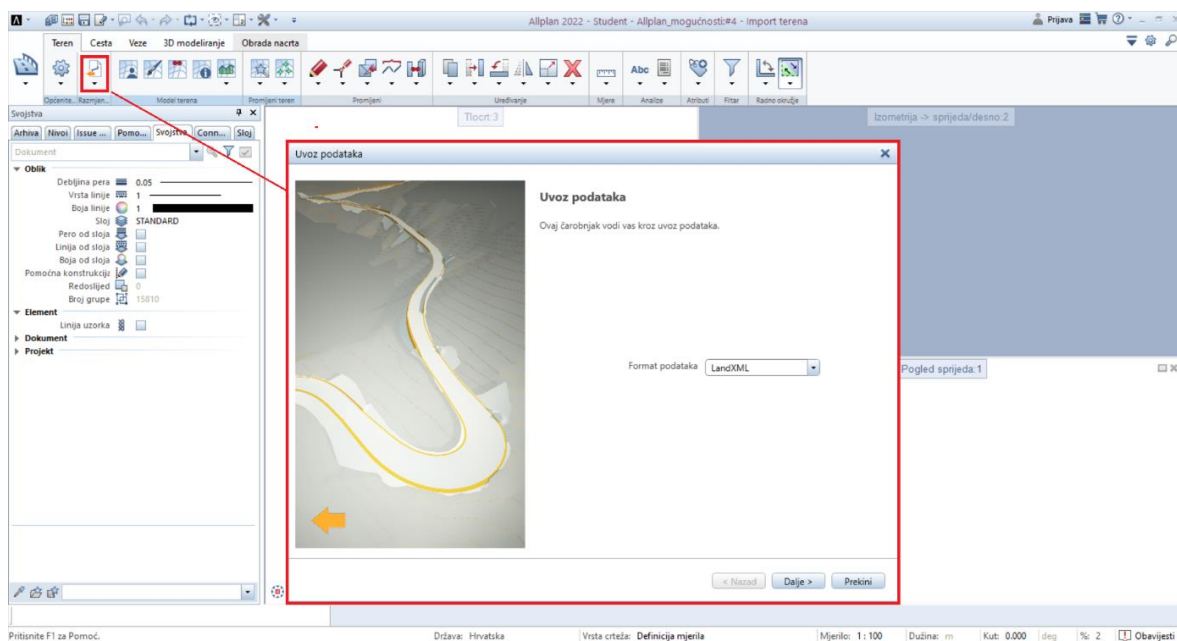 Allplan 2022 - Student - Allplan_mogućnosti:#4 - Import terena
Prijava
Teren Cesta Veze 3D modeliranje Obrada nacrta
Abc
Općenite... Razmjen... Model terena Promijeni teren Promijeni Uređivanje Mjere Analize Atributi Filtar Radno okružje
Svojstva
Arhiva Nivoi Issue ... Pomo... Svojstva Conn... Sloj
Dokument
Oblik
Debljina pera 0.05
Vrsta linije 1
Boja linije 1
Sloj STANDARD
Pero od sloja
Linija od sloja
Boja od sloja
Pomoćna konstrukcija
Redoslijed 0
Broj grupe 15810
Element
Linija uzorka
Dokument
Projekt
Tlocrt:3
Izometrija -> sprijeda/desno:2
Pogled sprijeda:1
Uvoz podataka
Uvoz podataka
Ovaj čarobnjak vodi vas kroz uvoz podataka.
Format podataka LandXML
< Nazad Dalje > Prekini
Pritisnite F1 za Pomoć. Država: Hrvatska Vrsta crteža: Definicija mjerila Mjerilo: 1 : 100 Dužina: m Kut: 0.000 deg %: 2 Obavijesti